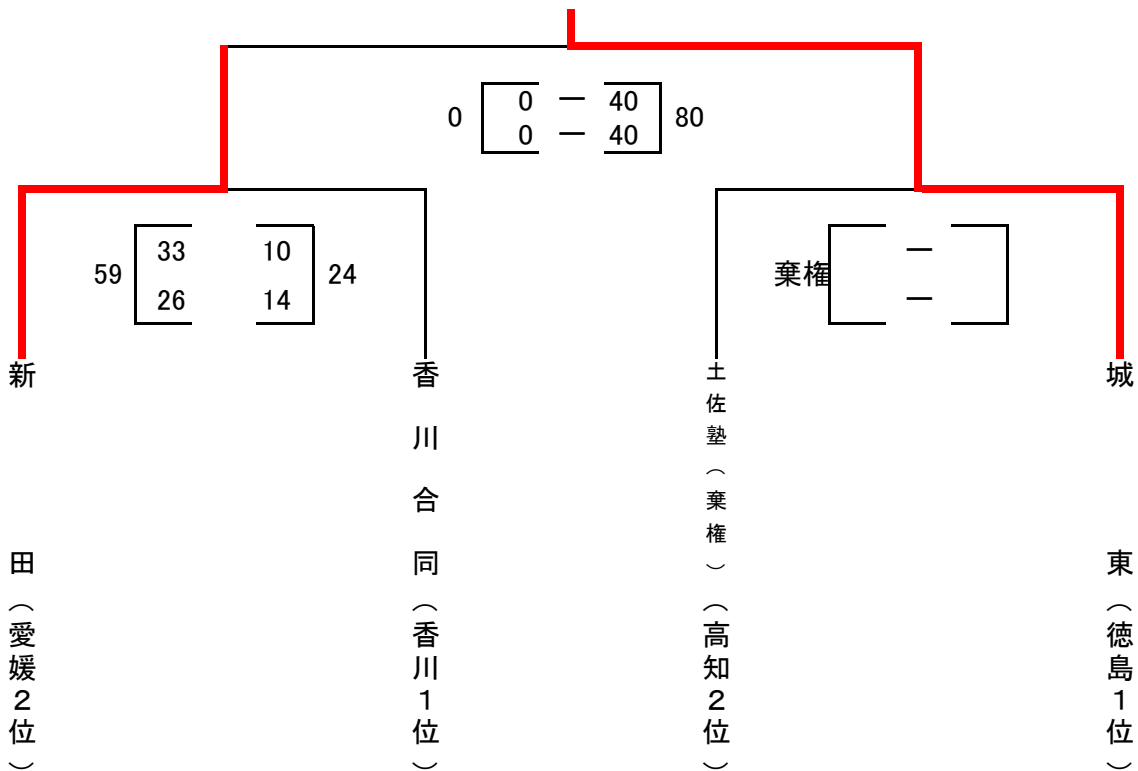 0 0 ー 40 80
0 ー 40
59 33 10 24
26 14
棄権 ー
ー
新田（愛媛２位）
香川合同（香川１位）
土佐塾（棄権）（高知２位）
城東（徳島１位）